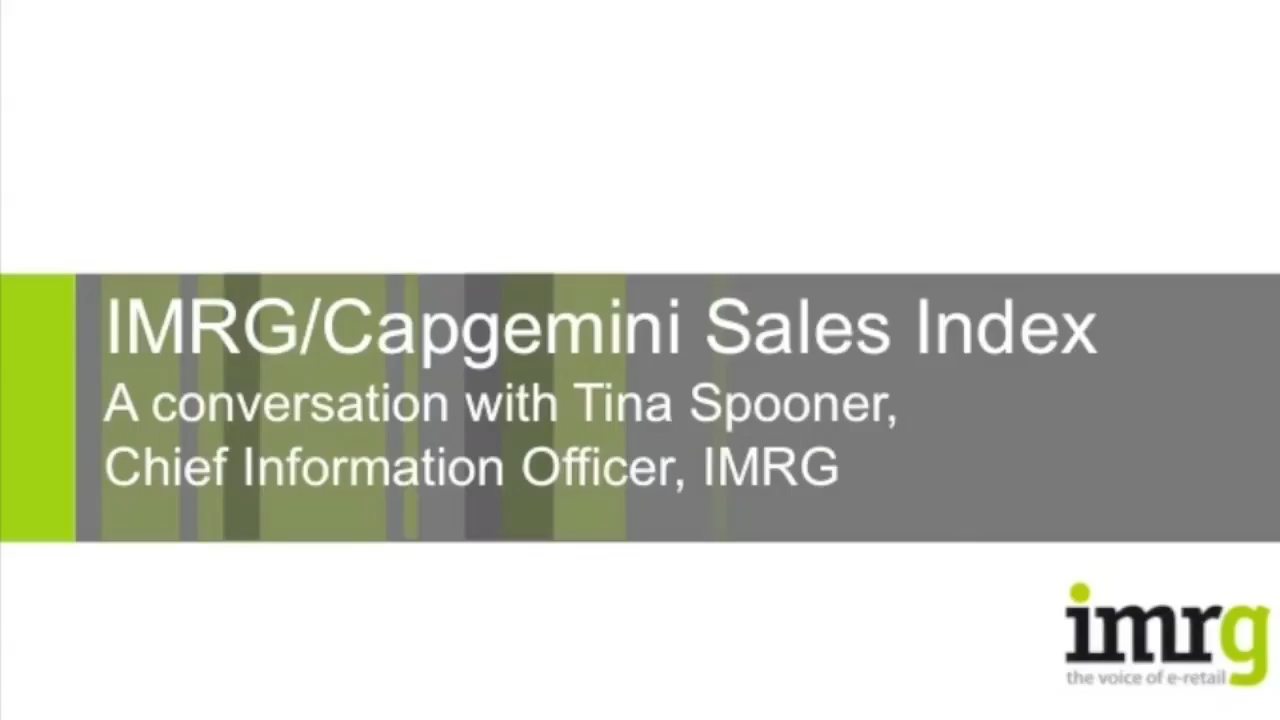 IMRG/Capgemini Sales Index
A conversation with Tina Spooner,
Chief Information Officer, IMRG
imrg
the voice of e-retail